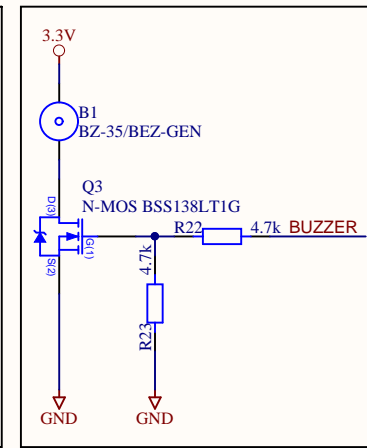 3.3V
B1
BZ-35/BEZ-GEN
Q3
N-MOS BSS138LT1G
D(3)
G(1)
S(2)
R22
4.7k
BUZZER
4.7k
R23
GND
GND